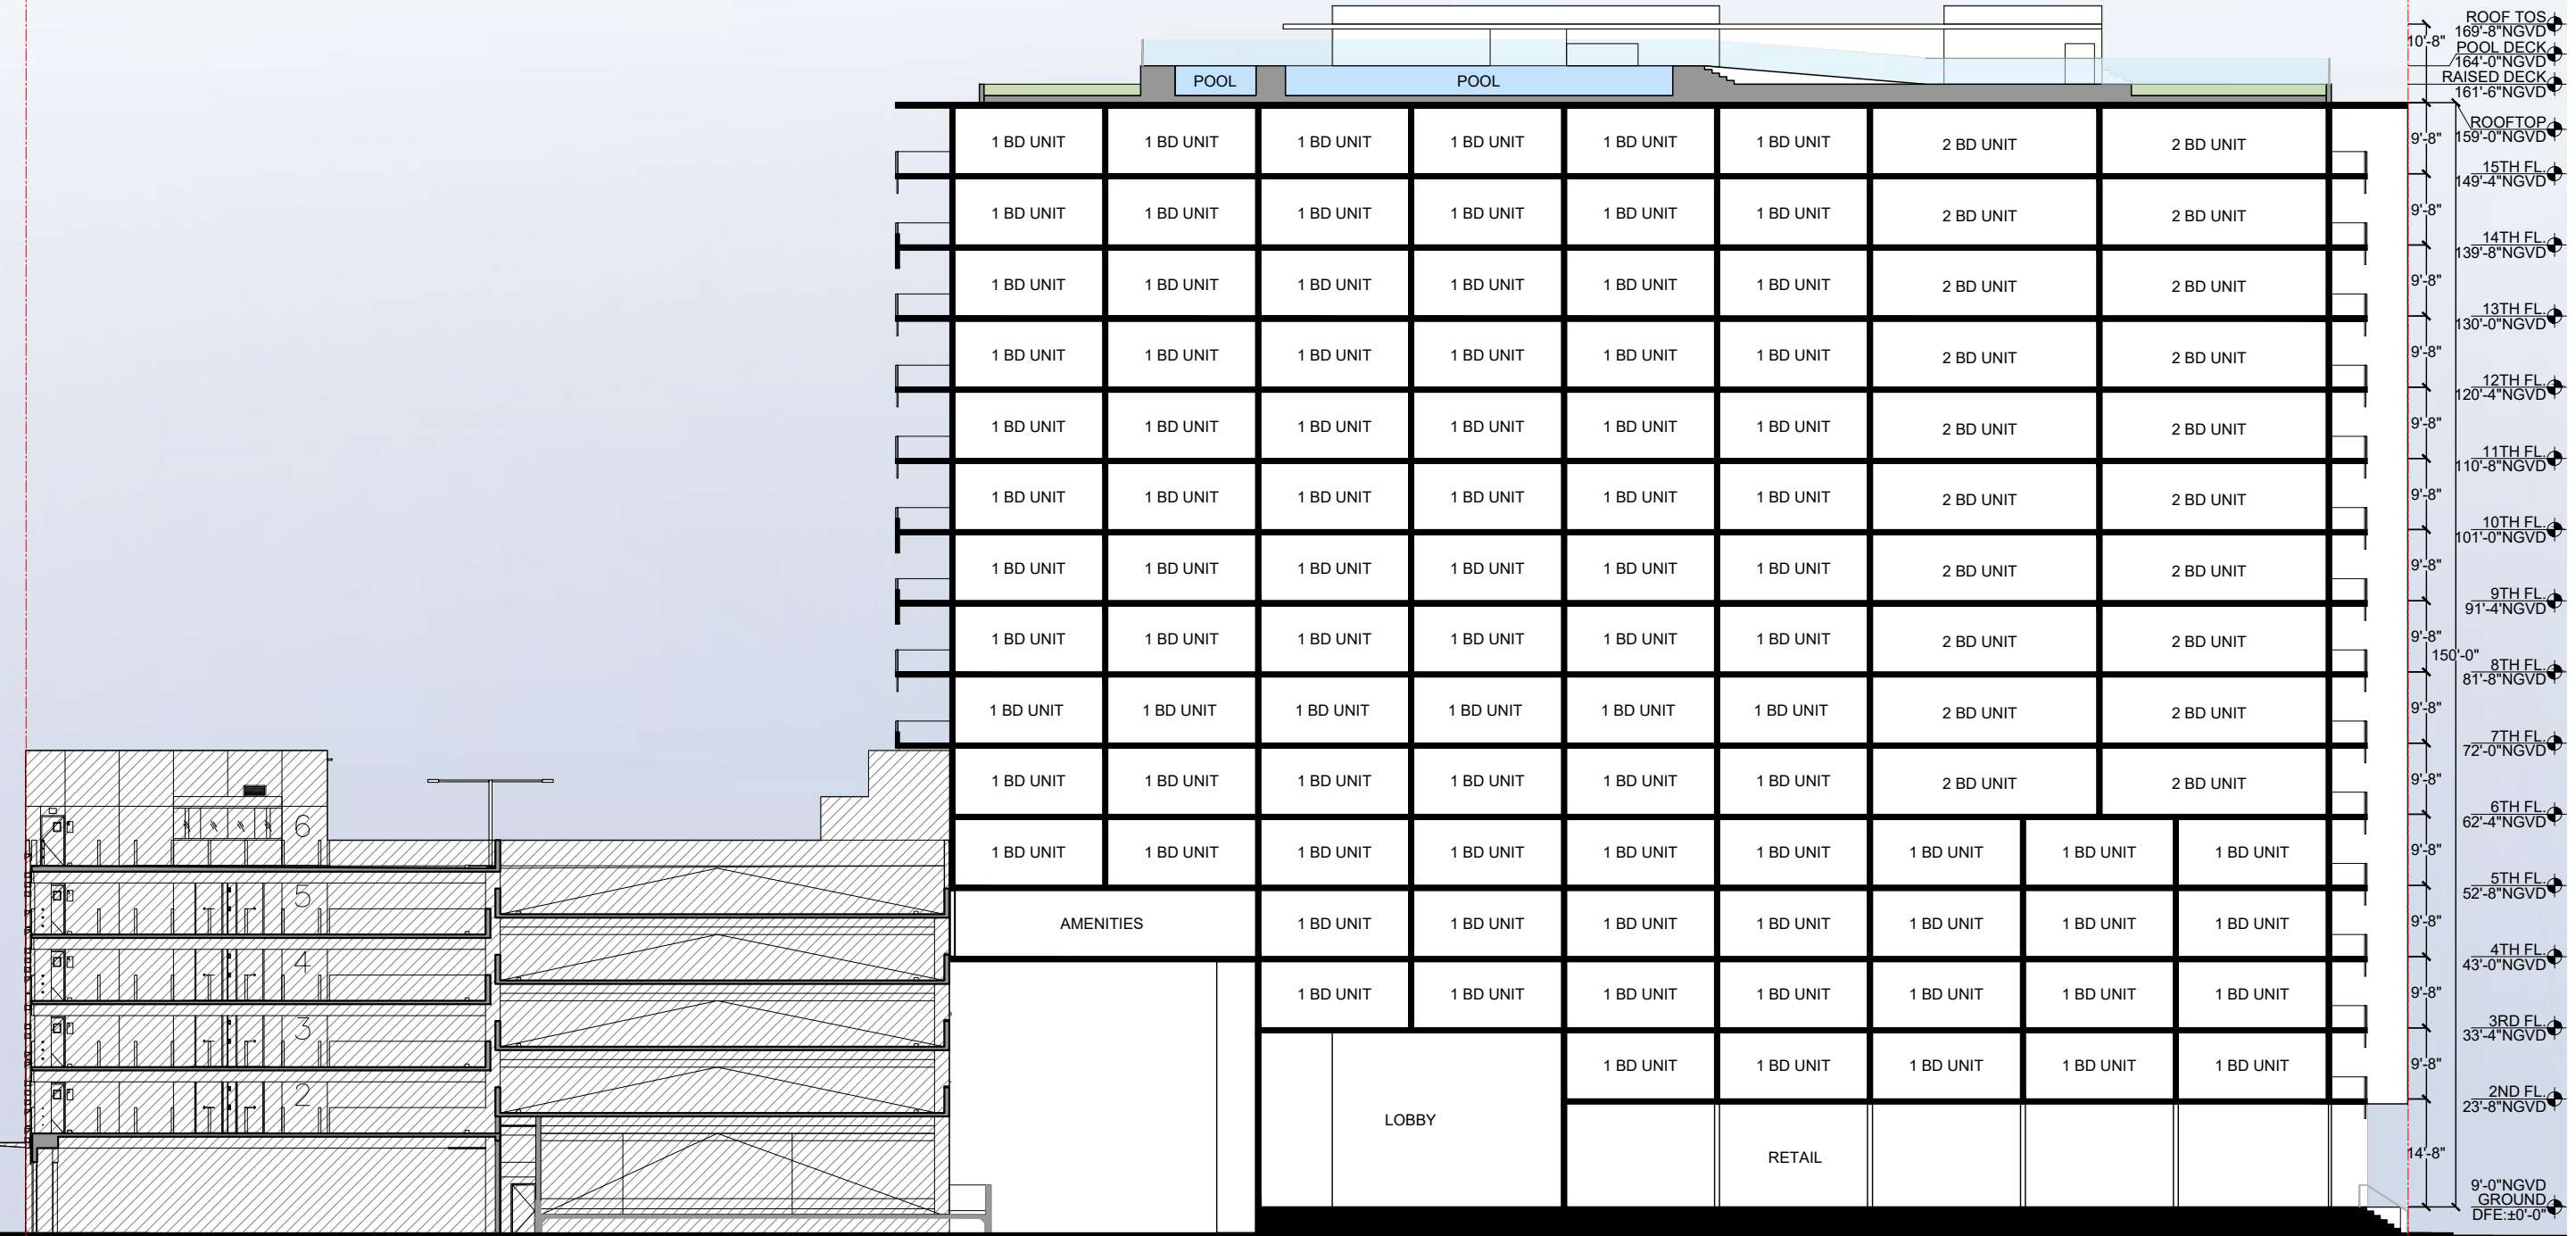 ROOF TOS
169'-8"NGVD
10'-8"
POOL DECK
164'-0"NGVD
RAISED DECK
161'-6"NGVD
POOL POOL
ROOFTOP
159'-0"NGVD
1 BD UNIT 1 BD UNIT 1 BD UNIT 1 BD UNIT 1 BD UNIT 1 BD UNIT 2 BD UNIT 2 BD UNIT 9'-8"
15TH FL.
149'-4"NGVD
1 BD UNIT 1 BD UNIT 1 BD UNIT 1 BD UNIT 1 BD UNIT 1 BD UNIT 2 BD UNIT 2 BD UNIT 9'-8"
14TH FL.
139'-8"NGVD
1 BD UNIT 1 BD UNIT 1 BD UNIT 1 BD UNIT 1 BD UNIT 1 BD UNIT 2 BD UNIT 2 BD UNIT 9'-8"
13TH FL.
130'-0"NGVD
1 BD UNIT 1 BD UNIT 1 BD UNIT 1 BD UNIT 1 BD UNIT 1 BD UNIT 2 BD UNIT 2 BD UNIT 9'-8"
12TH FL.
120'-4"NGVD
1 BD UNIT 1 BD UNIT 1 BD UNIT 1 BD UNIT 1 BD UNIT 1 BD UNIT 2 BD UNIT 2 BD UNIT 9'-8"
11TH FL.
110'-8"NGVD
1 BD UNIT 1 BD UNIT 1 BD UNIT 1 BD UNIT 1 BD UNIT 1 BD UNIT 2 BD UNIT 2 BD UNIT 9'-8"
10TH FL.
101'-0"NGVD
1 BD UNIT 1 BD UNIT 1 BD UNIT 1 BD UNIT 1 BD UNIT 1 BD UNIT 2 BD UNIT 2 BD UNIT 9'-8"
9TH FL.
91'-4'NGVD
1 BD UNIT 1 BD UNIT 1 BD UNIT 1 BD UNIT 1 BD UNIT 1 BD UNIT 2 BD UNIT 2 BD UNIT 9'-8"
150'-0"
8TH FL.
81'-8"NGVD
1 BD UNIT 1 BD UNIT 1 BD UNIT 1 BD UNIT 1 BD UNIT 1 BD UNIT 2 BD UNIT 2 BD UNIT 9'-8"
7TH FL.
72'-0"NGVD
1 BD UNIT 1 BD UNIT 1 BD UNIT 1 BD UNIT 1 BD UNIT 1 BD UNIT 2 BD UNIT 2 BD UNIT 9'-8"
6TH FL.
62'-4"NGVD
6
1 BD UNIT 1 BD UNIT 1 BD UNIT 1 BD UNIT 1 BD UNIT 1 BD UNIT 1 BD UNIT 1 BD UNIT 1 BD UNIT 9'-8"
5TH FL.
52'-8"NGVD
5
AMENITIES 1 BD UNIT 1 BD UNIT 1 BD UNIT 1 BD UNIT 1 BD UNIT 1 BD UNIT 1 BD UNIT 9'-8"
4TH FL.
43'-0"NGVD
4
1 BD UNIT 1 BD UNIT 1 BD UNIT 1 BD UNIT 1 BD UNIT 1 BD UNIT 1 BD UNIT 9'-8"
3RD FL.
33'-4"NGVD
3
1 BD UNIT 1 BD UNIT 1 BD UNIT 1 BD UNIT 1 BD UNIT 9'-8"
2ND FL.
23'-8"NGVD
2
LOBBY
RETAIL 14'-8"
9'-0"NGVD
GROUND
DFE:±0'-0"